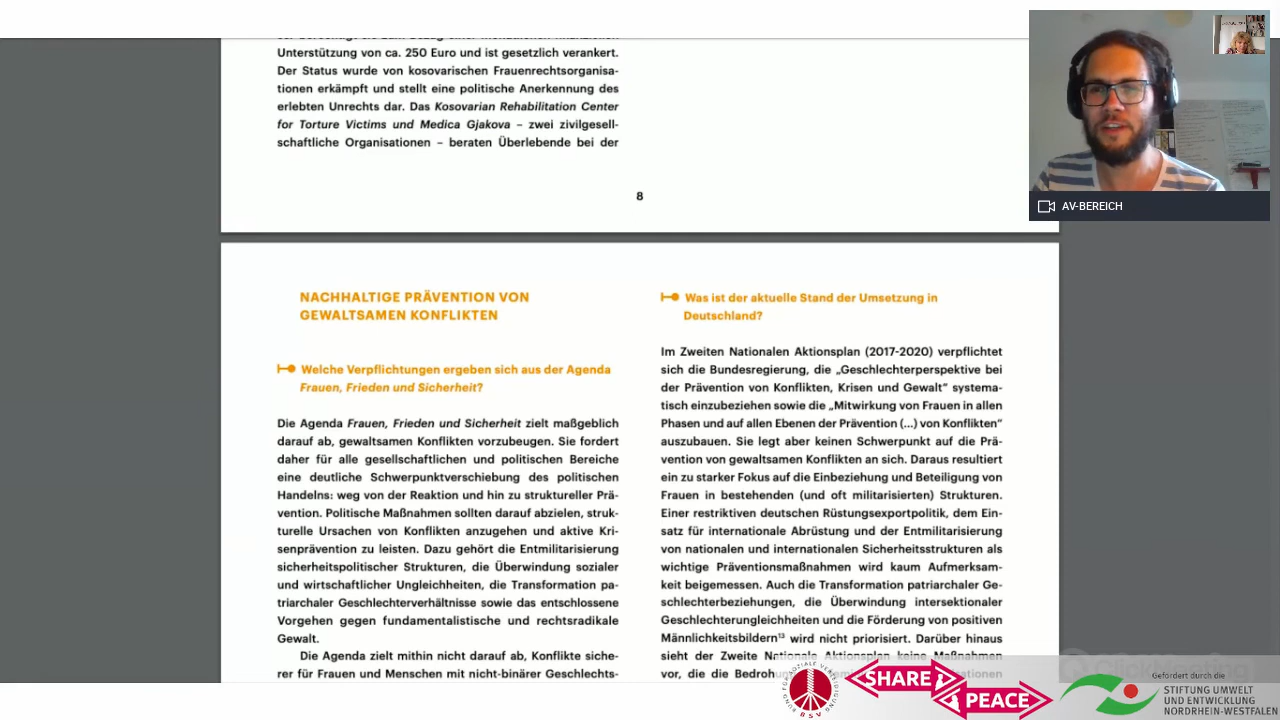 Unterstützung von ca. 250 Euro und ist gesetzlich verankert.
Der Status wurde von kosovarischen Frauenrechtsorganisa-
tionen erkämpft und stellt eine politische Anerkennung des
erlebten Unrechts dar. Das Kosovarian Rehabilitation Center
for Torture Victims und Medica Gjakova – zwei zivilgesell-
schaftliche Organisationen – beraten Überlebende bei der
8
AV-BEREICH
NACHHALTIGE PRÄVENTION VON
GEWALTSAMEN KONFLIKTEN
Welche Verpflichtungen ergeben sich aus der Agenda
Frauen, Frieden und Sicherheit?
Die Agenda Frauen, Frieden und Sicherheit zielt maßgeblich
darauf ab, gewaltsamen Konflikten vorzubeugen. Sie fordert
daher für alle gesellschaftlichen und politischen Bereiche
eine deutliche Schwerpunktverschiebung des politischen
Handelns: weg von der Reaktion und hin zu struktureller Prä-
vention. Politische Maßnahmen sollten darauf abzielen, struk-
turelle Ursachen von Konflikten anzugehen und aktive Kri-
senprävention zu leisten. Dazu gehört die Entmilitarisierung
sicherheitspolitischer Strukturen, die Überwindung sozialer
und wirtschaftlicher Ungleichheiten, die Transformation pa-
triarchaler Geschlechterverhältnisse sowie das entschlossene
Vorgehen gegen fundamentalistische und rechtsradikale
Gewalt.
Die Agenda zielt mithin nicht darauf ab, Konflikte siche-
rer für Frauen und Menschen mit nicht-binärer Geschlechts-
Was ist der aktuelle Stand der Umsetzung in
Deutschland?
Im Zweiten Nationalen Aktionsplan (2017-2020) verpflichtet
sich die Bundesregierung, die „Geschlechterperspektive bei
der Prävention von Konflikten, Krisen und Gewalt“ systema-
tisch einzubeziehen sowie die „Mitwirkung von Frauen in allen
Phasen und auf allen Ebenen der Prävention (...) von Konflikten“
auszubauen. Sie legt aber keinen Schwerpunkt auf die Prä-
vention von gewaltsamen Konflikten an sich. Daraus resultiert
ein zu starker Fokus auf die Einbeziehung und Beteiligung von
Frauen in bestehenden (und oft militarisierten) Strukturen.
Einer restriktiven deutschen Rüstungsexportpolitik, dem Ein-
satz für internationale Abrüstung und der Entmilitarisierung
von nationalen und internationalen Sicherheitsstrukturen als
wichtige Präventionsmaßnahmen wird kaum Aufmerksam-
keit beigemessen. Auch die Transformation patriarchaler Ge-
schlechterbeziehungen, die Überwindung intersektionaler
Geschlechterungleichheiten und die Förderung von positiven
Männlichkeitsbildern¹³ wird nicht priorisiert. Darüber hinaus
sieht der Zweite Nationale Aktionsplan keine Maßnahmen
vor, die die
ClickMeeting
BUND FÜR SOZIALE VERTEIDIGUNG
BSV
SHARE
PEACE
Gefördert durch die
STIFTUNG UMWELT
UND ENTWICKLUNG
NORDRHEIN-WESTFALEN